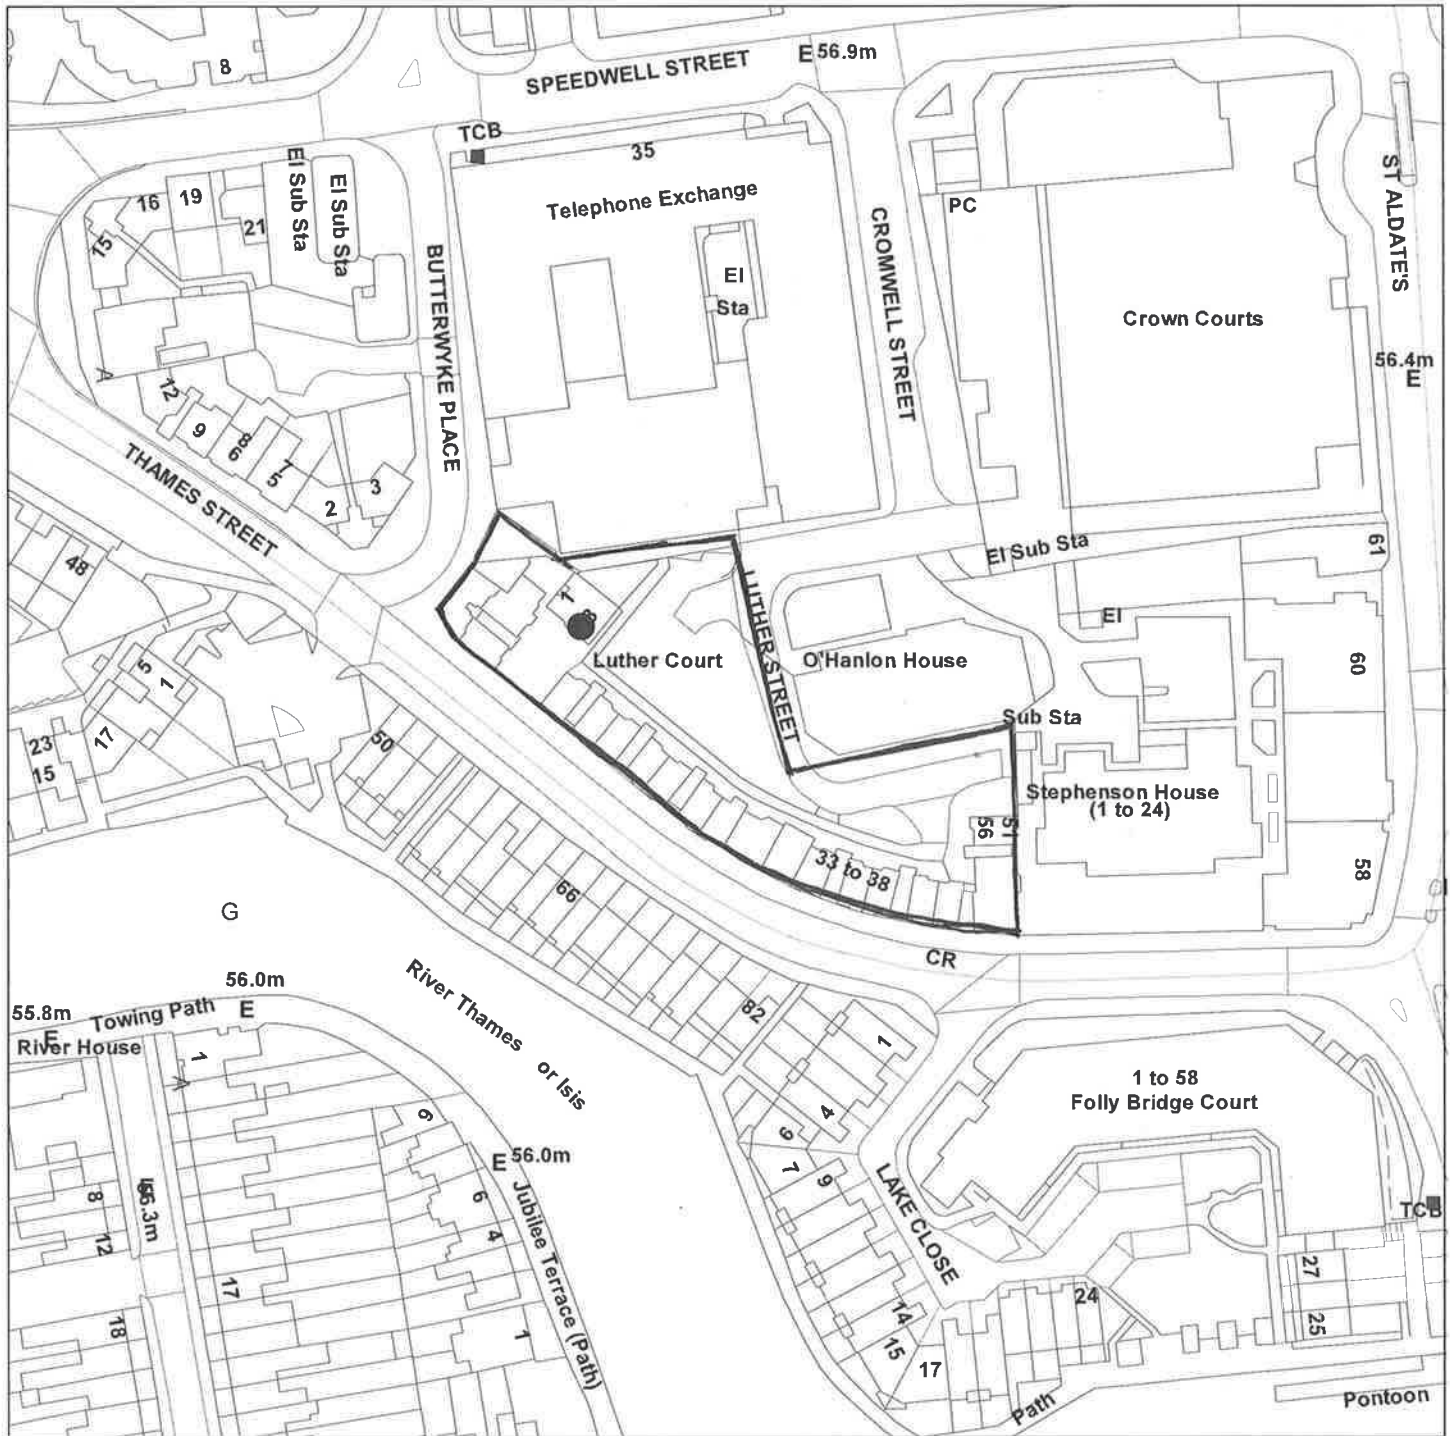 8
SPEEDWELL STREET
E 56.9m
TCB
35
Telephone Exchange
El Sub Sta
El Sub Sta
16
19
21
15
PC
ST ALDATE'S
BUTTERWYKE PLACE
CROMWELL STREET
El
Sta
Crown Courts
56.4m
E
A
12
9
8
6
7
5
2
3
THAMES STREET
48
El Sub Sta
61
1
8
LUTHER STREET
El
Luther Court
O'Hanlon House
60
5
1
17
23
15
50
Sub Sta
Stephenson House
(1 to 24)
56
51
33 to 38
58
66
G
CR
River Thames or Isis
56.0m
55.8m
Towing Path
E
E
River House
1
A
82
1
4
6
7
9
1 to 58
Folly Bridge Court
9
E 56.0m
6
4
Jubilee Terrace (Path)
8
12
56.3m
LAKE CLOSE
TCB
17
18
1
14
15
17
24
27
25
Path
Pontoon